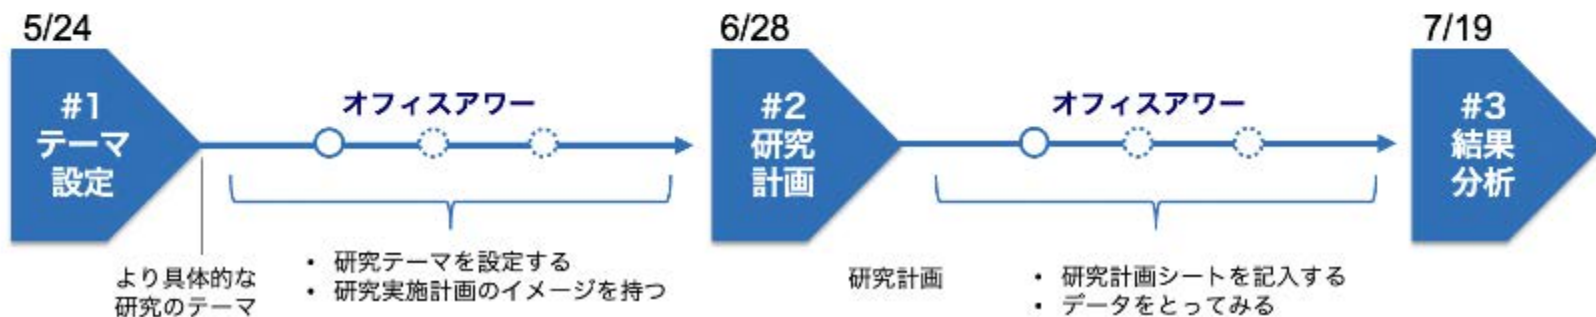 5/24
#1
テーマ
設定
オフィスアワー
より具体的な
研究のテーマ
• 研究テーマを設定する
• 研究実施計画のイメージを持つ
6/28
#2
研究
計画
オフィスアワー
研究計画
• 研究計画シートを記入する
• データをとってみる
7/19
#3
結果
分析